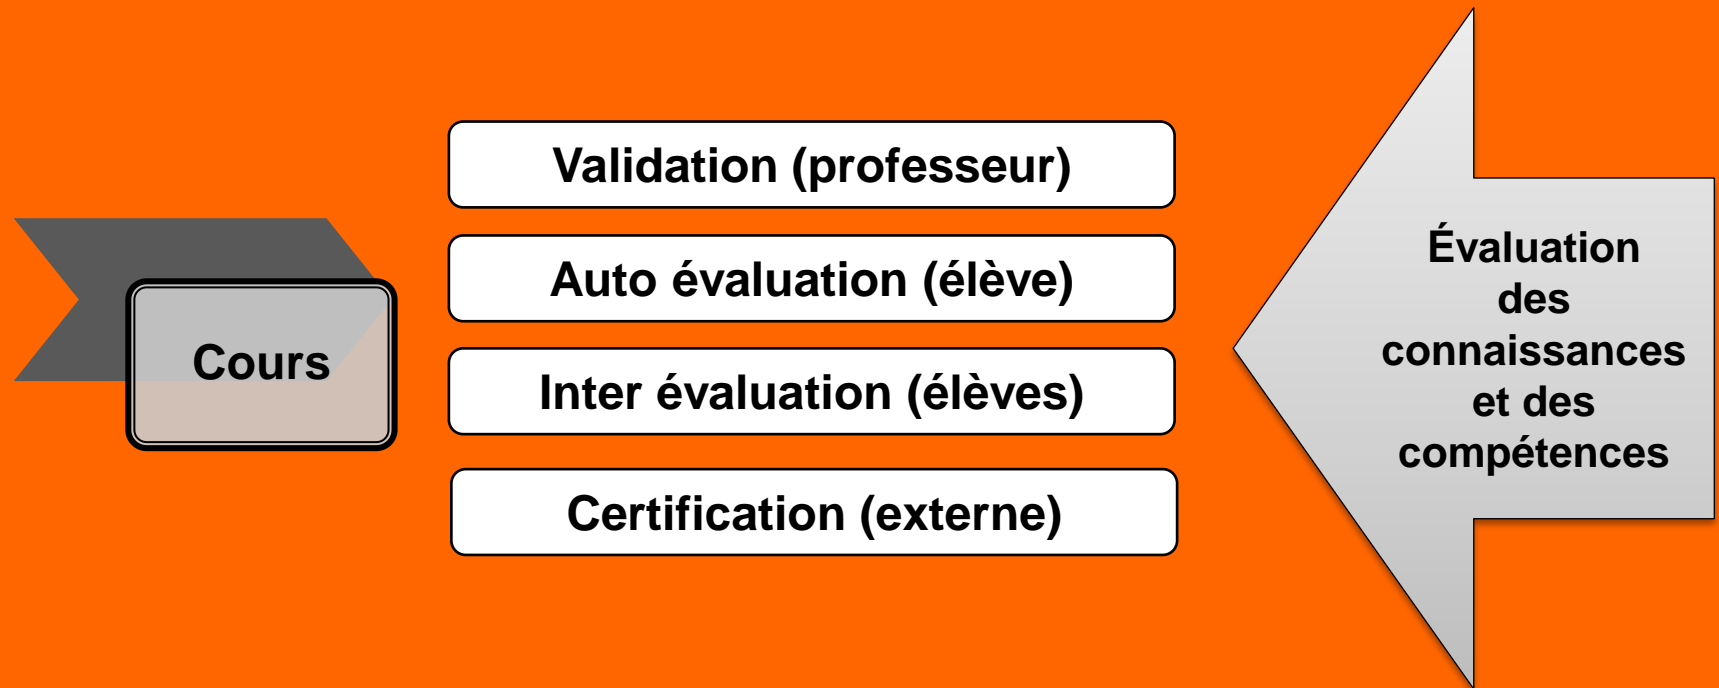 Cours
Validation (professeur)
Auto évaluation (élève)
Inter évaluation (élèves)
Certification (externe)
Évaluation
des
connaissances
et des
compétences